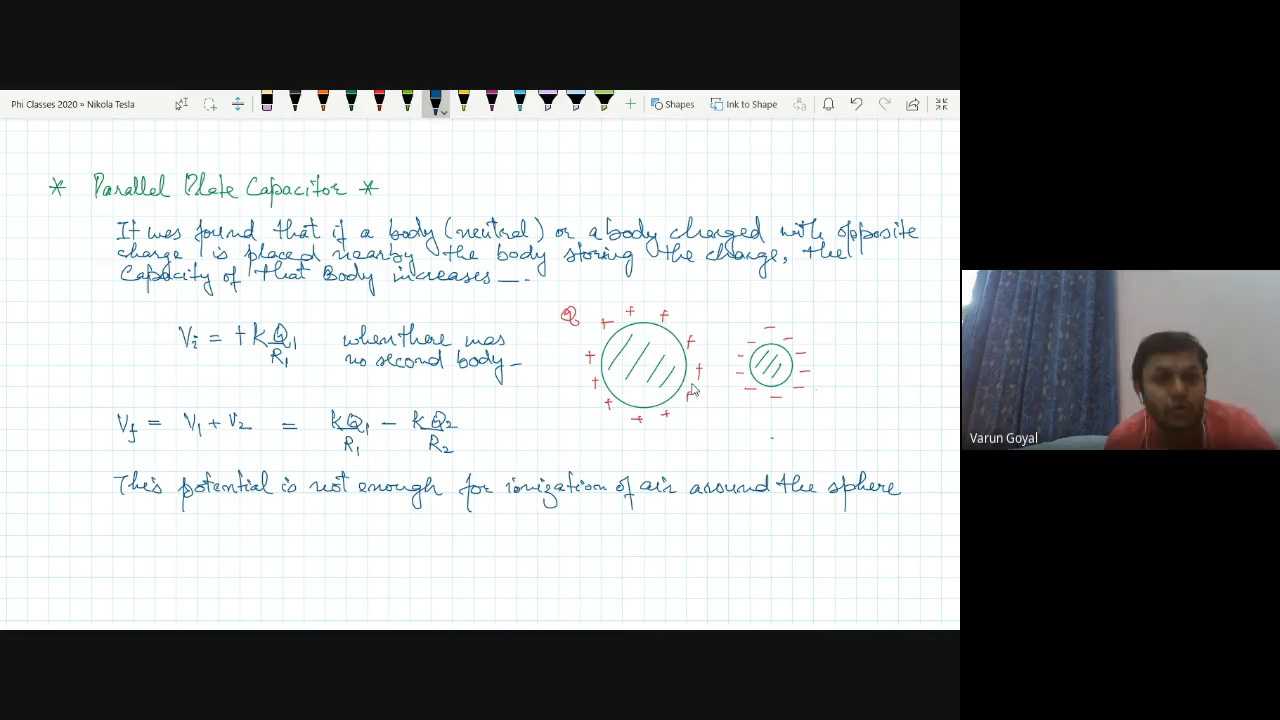 Phi Classes 2020 » Nikola Tesla
Shapes
Ink to Shape
* Parallel Plate Capacitor *
It was found that if a body (neutral) or a body charged with opposite
charge is placed nearby the body storing the charge, the
Capacity of that Body increases _.
Vi = + kQ1/R1 when there was
no second body_
Q
+ + + + + + + + + + + +
- - - - - - - - - -
Vf = V1 + V2 = kQ1/R1 - kQ2/R2
This potential is not enough for ionization of air around the sphere
Varun Goyal